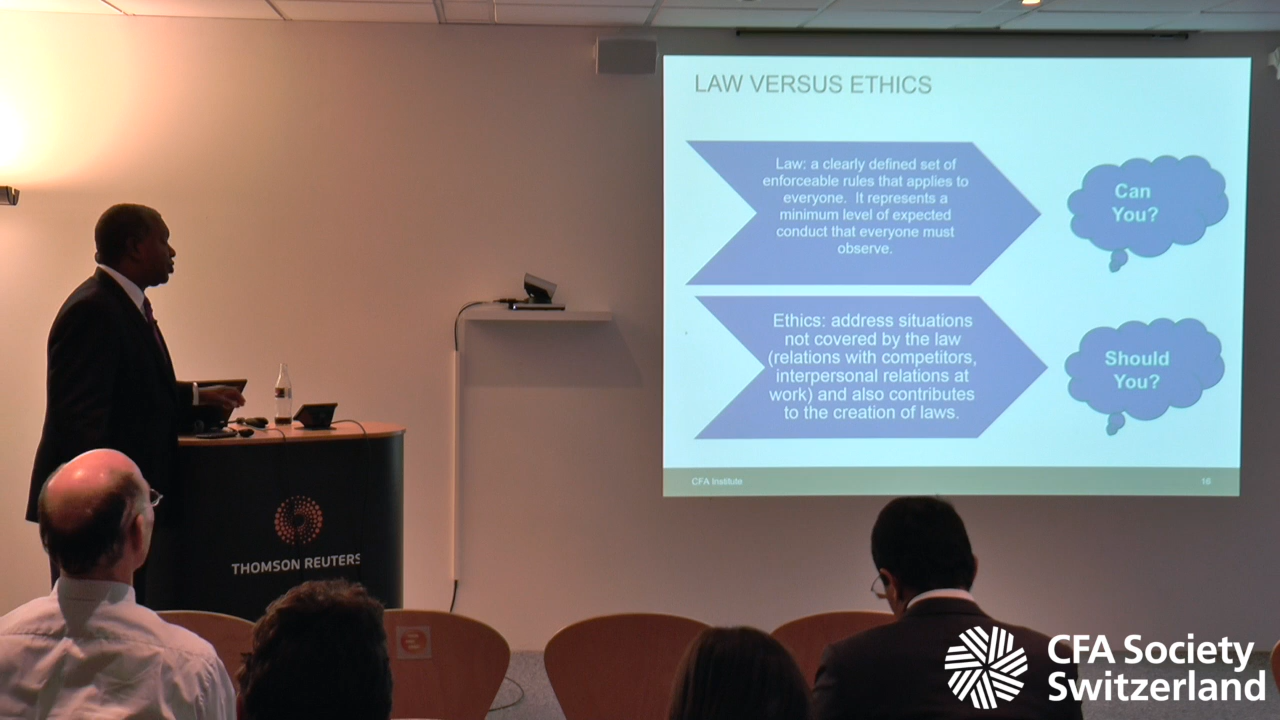 LAW VERSUS ETHICS
Law: a clearly defined set of
enforceable rules that applies to
everyone. It represents a
minimum level of expected
conduct that everyone must
observe.
Can
You?
Ethics: address situations
not covered by the law
(relations with competitors,
interpersonal relations at
work) and also contributes
to the creation of laws.
Should
You?
CFA Institute
16
THOMSON REUTERS
CFA Society
Switzerland